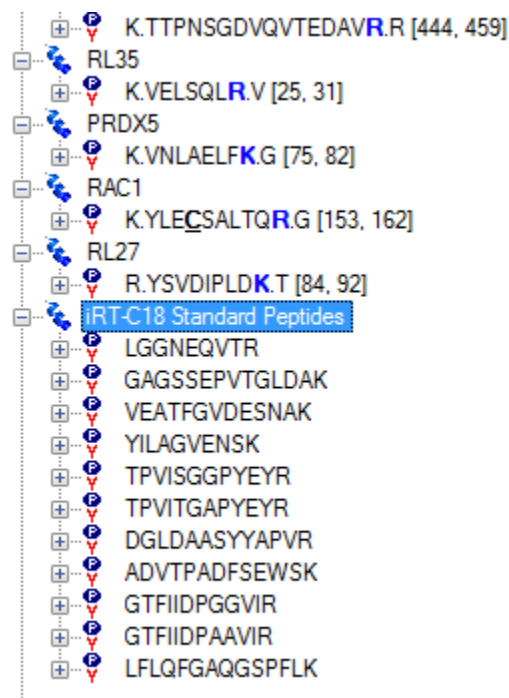 K.TTPNSGDVQVTEDAVR.R [444, 459]
RL35
K.VELSQLR.V [25, 31]
PRDX5
K.VNLAELFK.G [75, 82]
RAC1
K.YLECSALTQR.G [153, 162]
RL27
R.YSVDIPLDK.T [84, 92]
iRT-C18 Standard Peptides
LGGNEQVTR
GAGSSEPVTGLDAK
VEATFGVDESNAK
YILAGVENSK
TPVISGGPYEYR
TPVITGAPYEYR
DGLDAASYYAPVR
ADVTPADFSEWSK
GTFIIDPGGVIR
GTFIIDPAAVIR
LFLQFGAQGSPFLK